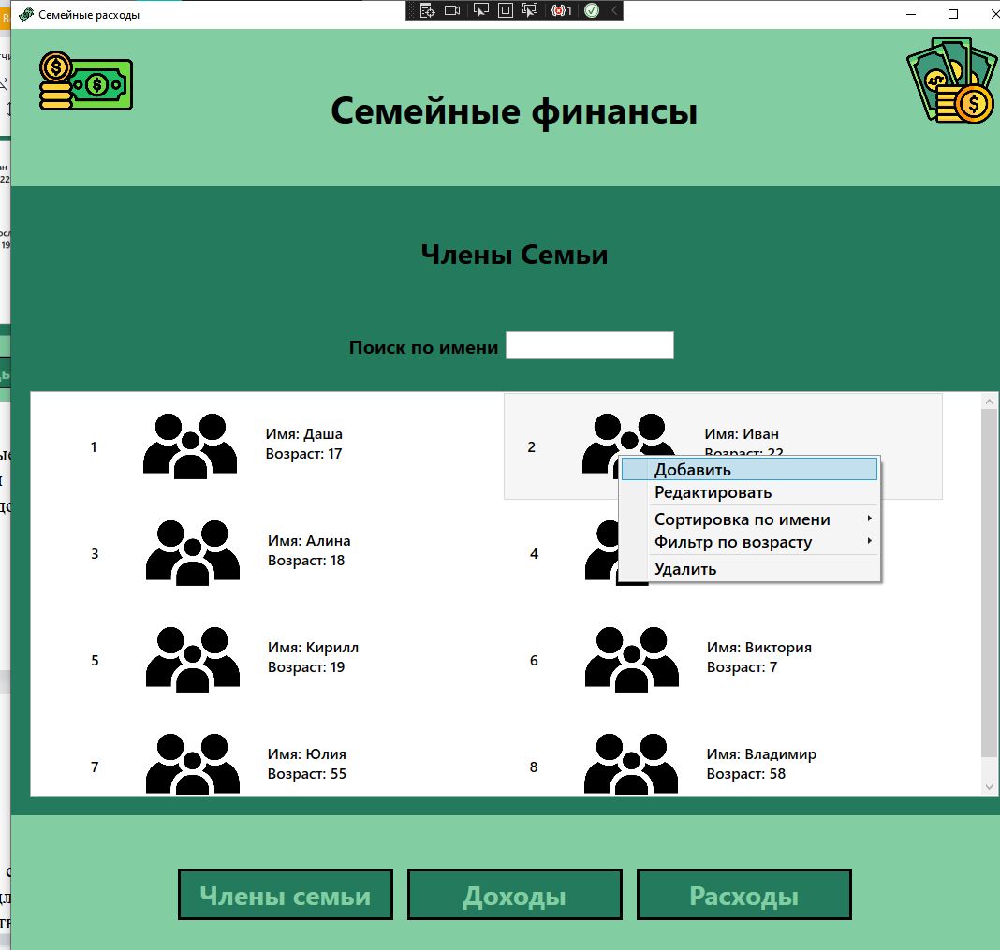 Семейные расходы
1
Семейные финансы
Члены Семьи
Поиск по имени
1
Имя: Даша
Возраст: 17
2
Имя: Иван
Возраст: 22
Добавить
Редактировать
Сортировка по имени
Фильтр по возрасту
Удалить
3
Имя: Алина
Возраст: 18
4
5
Имя: Кирилл
Возраст: 19
6
Имя: Виктория
Возраст: 7
7
Имя: Юлия
Возраст: 55
8
Имя: Владимир
Возраст: 58
Члены семьи
Доходы
Расходы